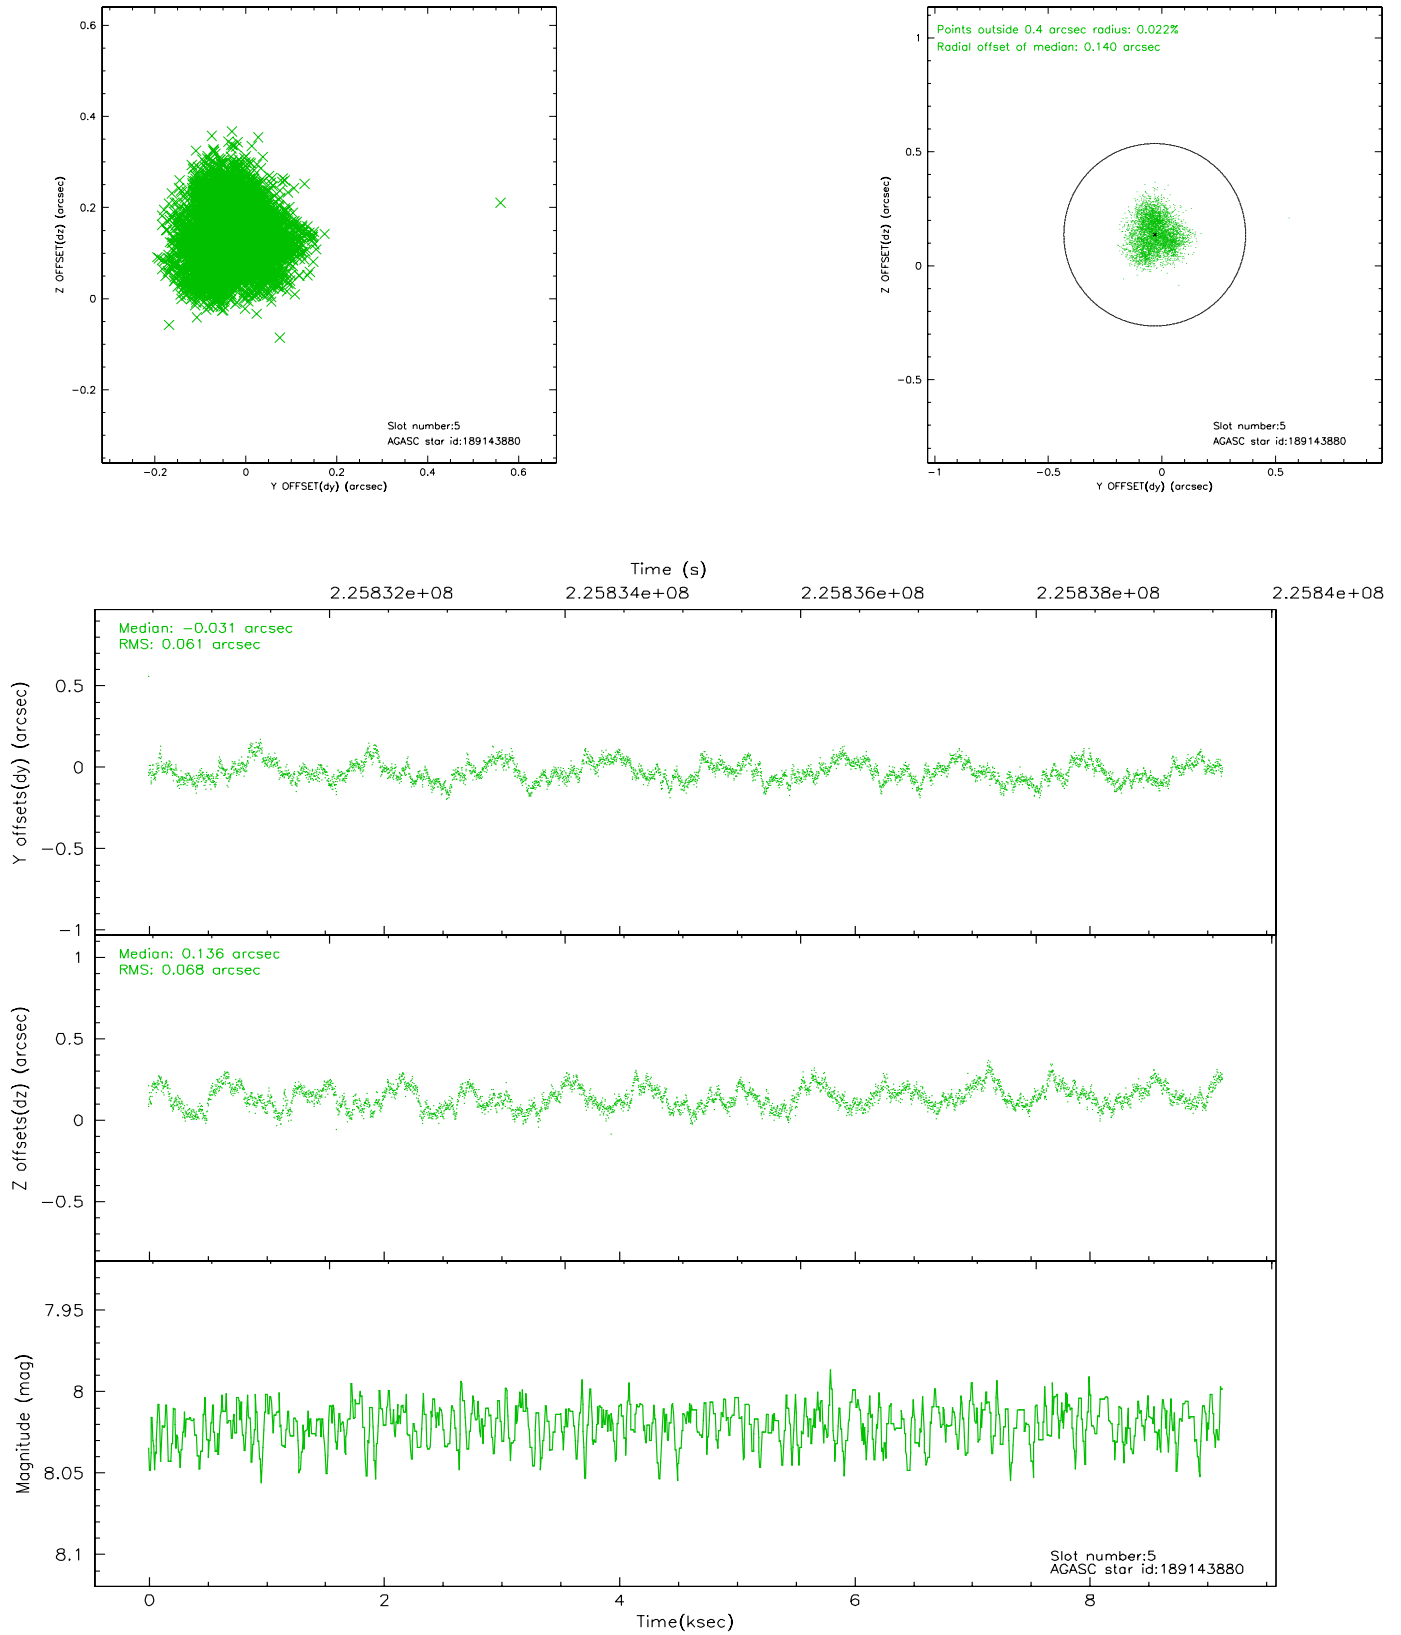 0.6
0.4
0.2
0
−0.2
Z OFFSET(dz) (arcsec)
Slot number:5
AGASC star id:189143880
−0.2 0 0.2 0.4 0.6
Y OFFSET(dy) (arcsec)
Points outside 0.4 arcsec radius: 0.022%
Radial offset of median: 0.140 arcsec
1
0.5
0
−0.5
Z OFFSET(dz) (arcsec)
Slot number:5
AGASC star id:189143880
−1 −0.5 0 0.5
Y OFFSET(dy) (arcsec)
Time (s)
2.25832e+08 2.25834e+08 2.25836e+08 2.25838e+08 2.2584e+08
Median: −0.031 arcsec
RMS: 0.061 arcsec
0.5
0
−0.5
−1
Y offsets(dy) (arcsec)
Median: 0.136 arcsec
RMS: 0.068 arcsec
1
0.5
0
−0.5
Z offsets(dz) (arcsec)
7.95
8
8.05
8.1
Magnitude (mag)
Slot number:5
AGASC star id:189143880
0 2 4 6 8
Time(ksec)